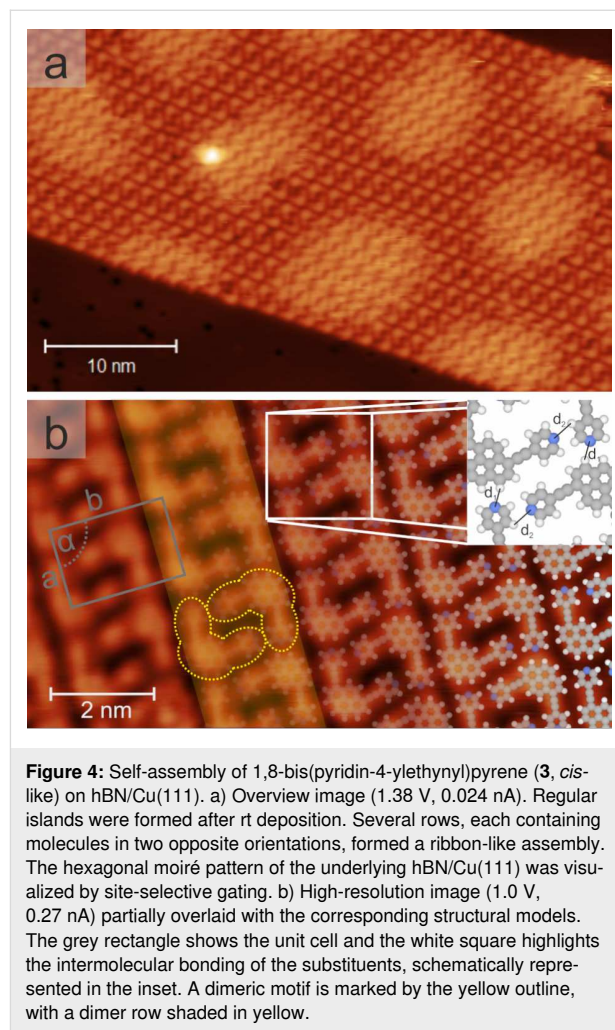 a
10 nm
b
d₂
d₁
d₁
d₂
b
α
a
2 nm
Figure 4: Self-assembly of 1,8-bis(pyridin-4-ylethynyl)pyrene (3, cis-
like) on hBN/Cu(111). a) Overview image (1.38 V, 0.024 nA). Regular
islands were formed after rt deposition. Several rows, each containing
molecules in two opposite orientations, formed a ribbon-like assembly.
The hexagonal moiré pattern of the underlying hBN/Cu(111) was visu-
alized by site-selective gating. b) High-resolution image (1.0 V,
0.27 nA) partially overlaid with the corresponding structural models.
The grey rectangle shows the unit cell and the white square highlights
the intermolecular bonding of the substituents, schematically repre-
sented in the inset. A dimeric motif is marked by the yellow outline,
with a dimer row shaded in yellow.